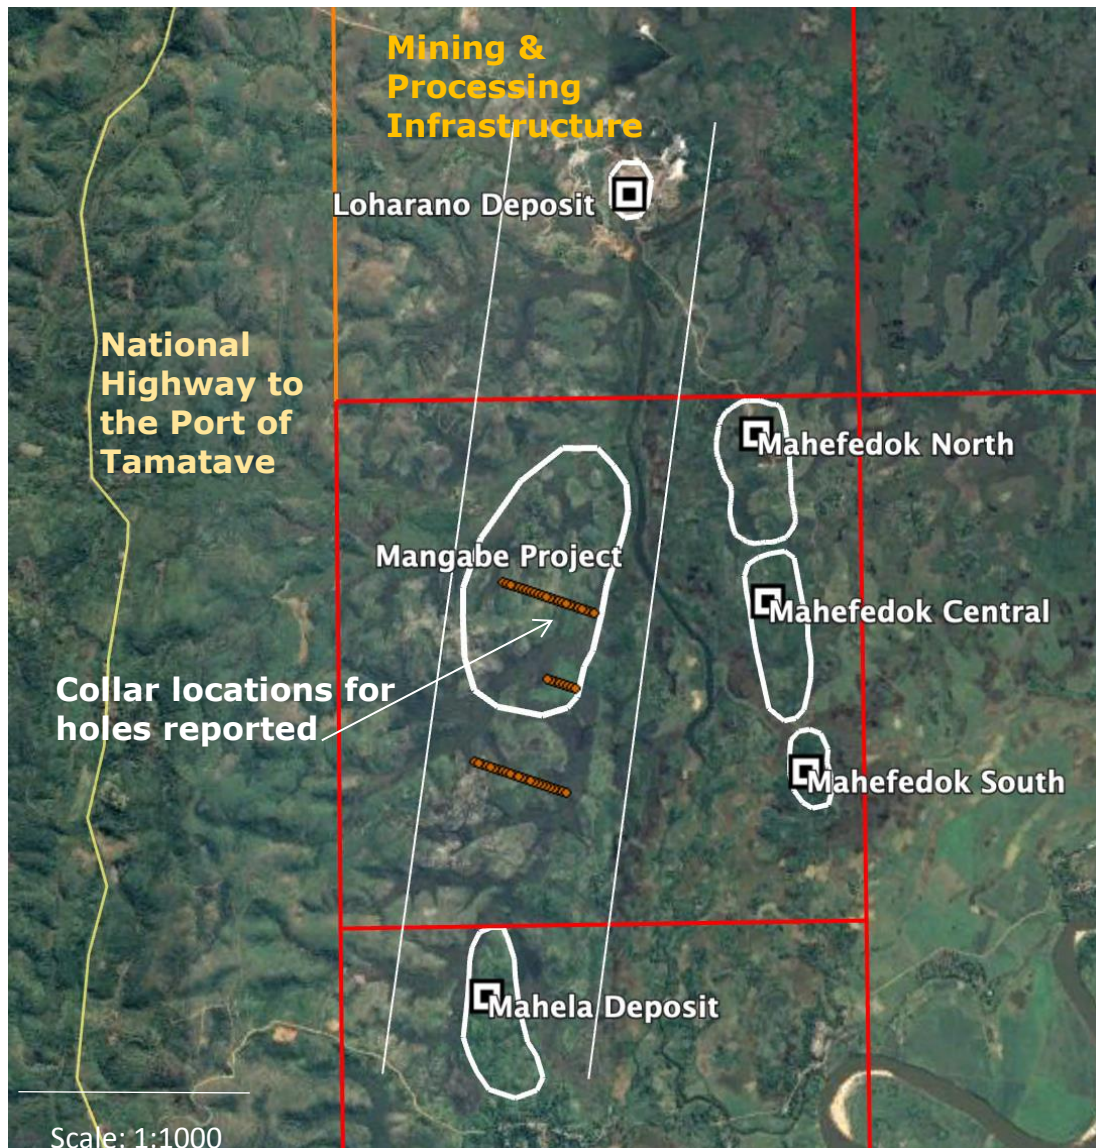 Mining &
Processing
Infrastructure
Loharano Deposit
National
Highway to
the Port of
Tamatave
Mahefedok North
Mangabe Project
Mahefedok Central
Collar locations for
holes reported
Mahefedok South
Mahela Deposit
Scale: 1:1000